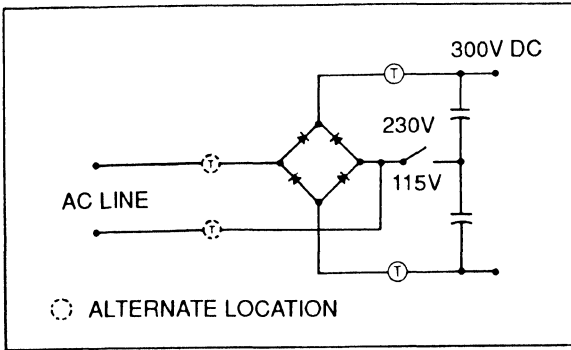 300V DC
T
230V
T
115V
AC LINE
T
T
ALTERNATE LOCATION